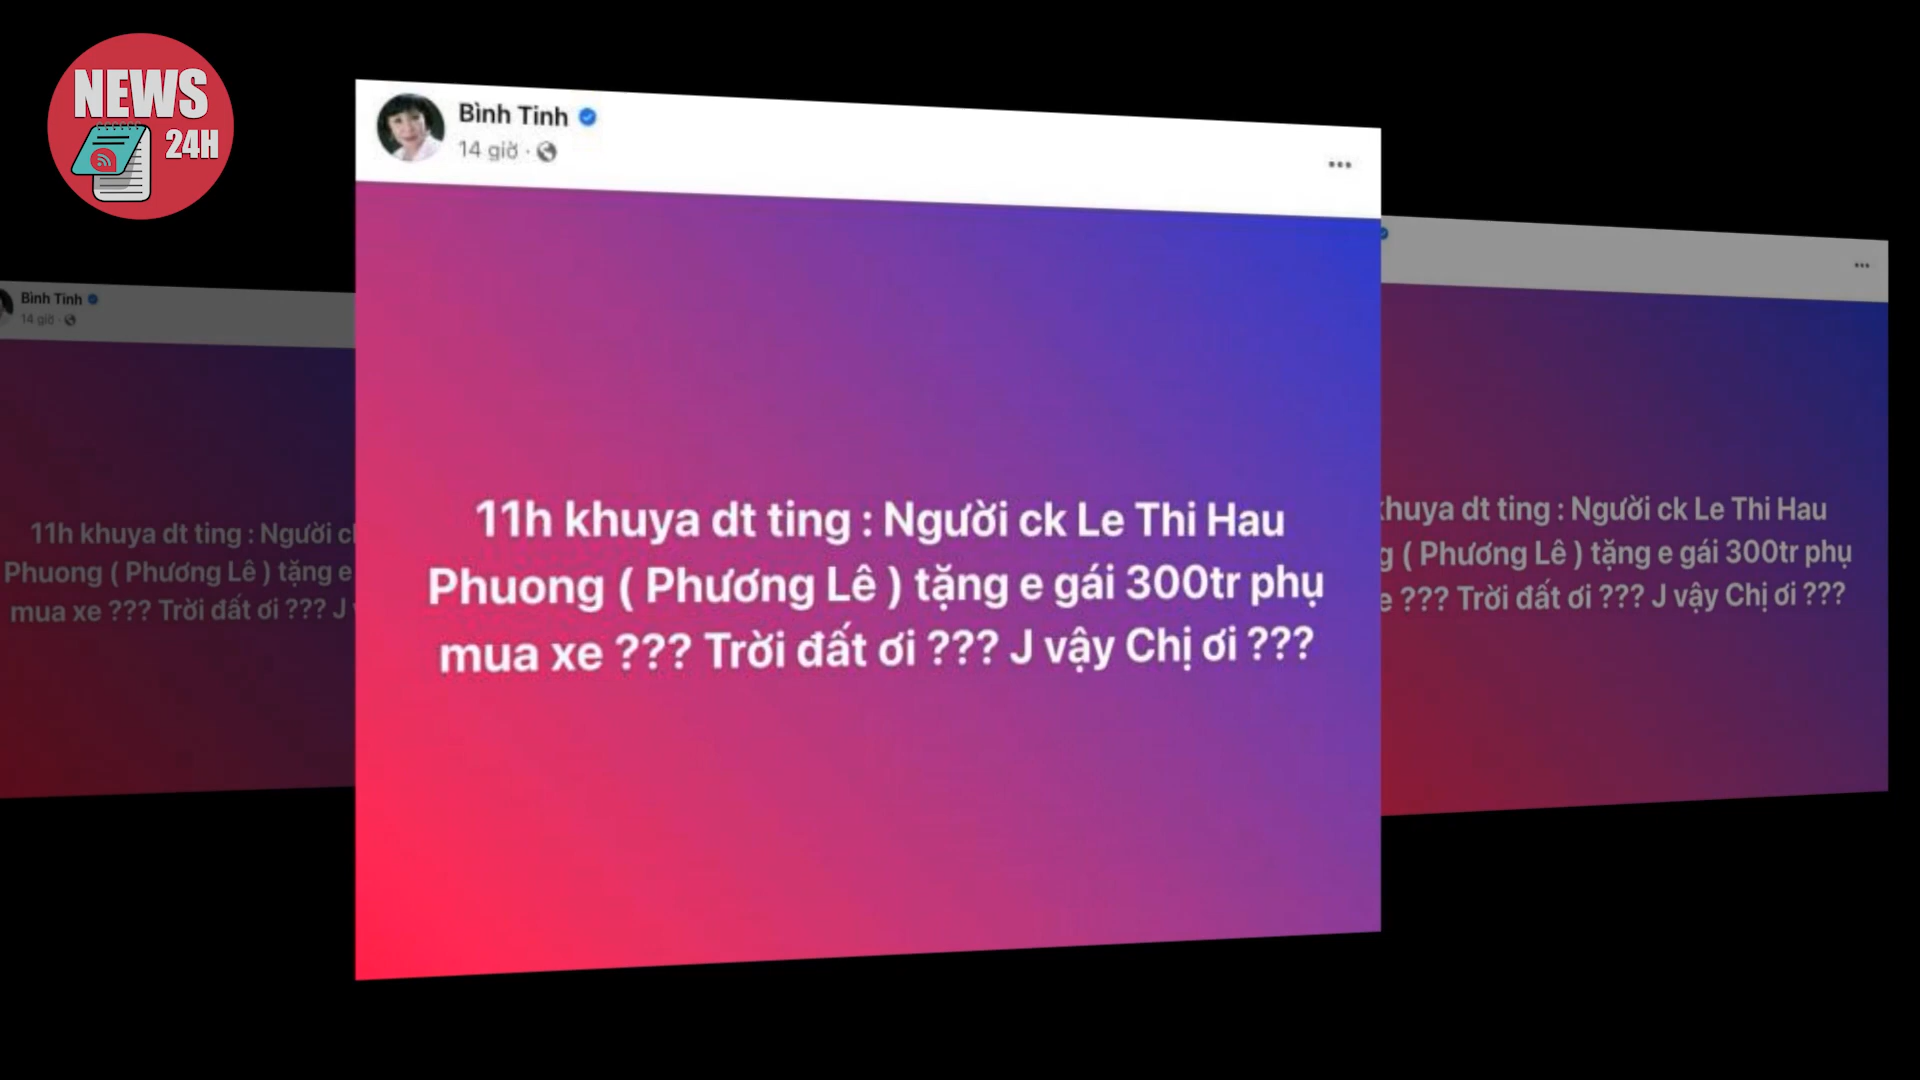 NEWS
24H
Bình Tinh
14 giờ
11h khuya dt ting : Người ck Le Thi Hau
Phuong ( Phương Lê ) tặng e gái 300tr phụ
mua xe ??? Trời đất ơi ??? J vậy Chị ơi ???
Bình Tinh
14 giờ
11h khuya dt ting : Người
Phuong ( Phương Lê ) tặng e
mua xe ??? Trời đất ơi ??? J
khuya dt ting : Người ck Le Thi Hau
( Phương Lê ) tặng e gái 300tr phụ
??? Trời đất ơi ??? J vậy Chị ơi ???